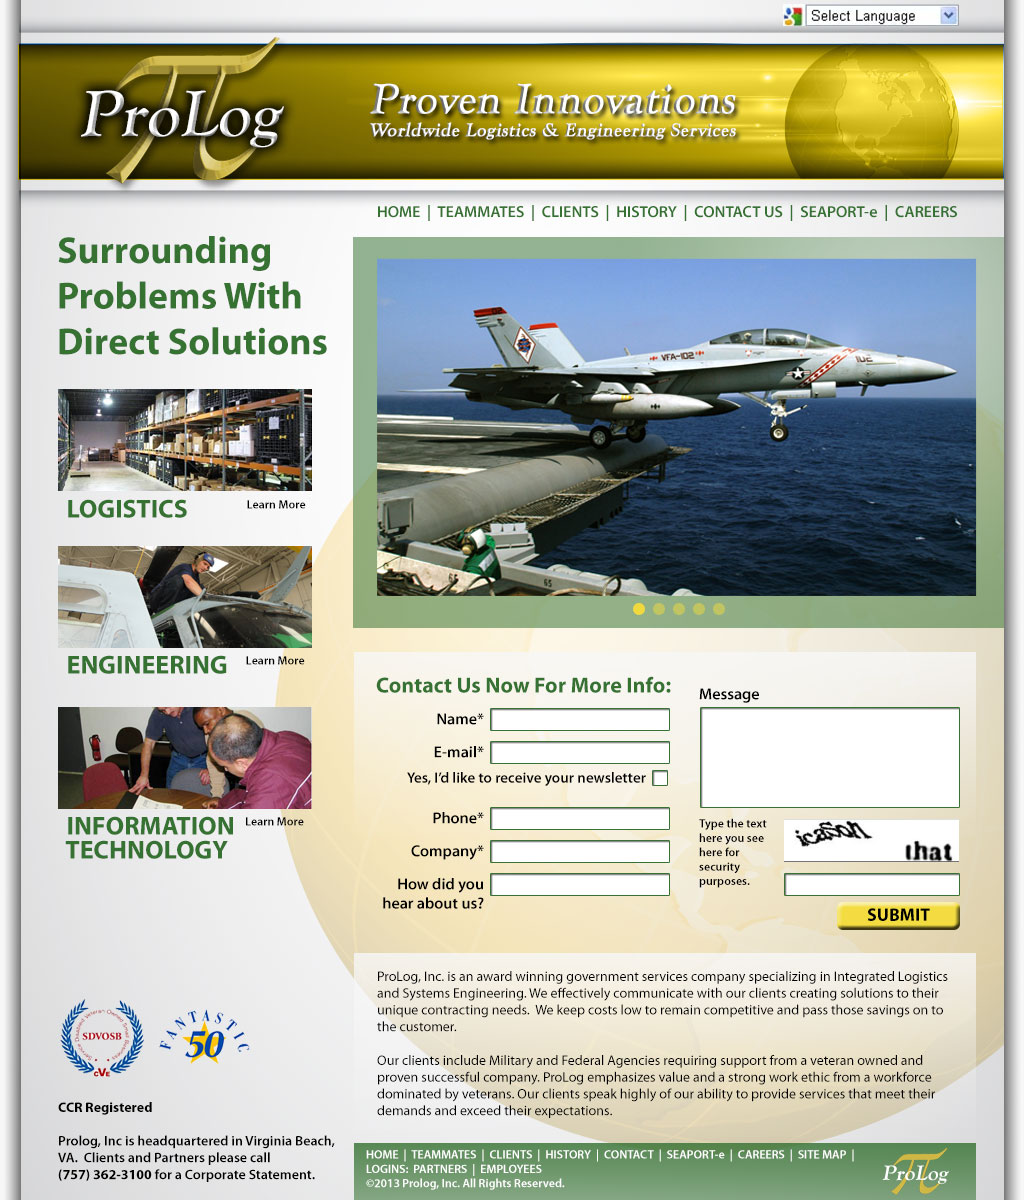 Select Language
ProLog
Proven Innovations
Worldwide Logistics & Engineering Services
HOME | TEAMMATES | CLIENTS | HISTORY | CONTACT US | SEAPORT-e | CAREERS
Surrounding
Problems With
Direct Solutions
VFA-102
102
65
65
LOGISTICS
Learn More
ENGINEERING
Learn More
INFORMATION
TECHNOLOGY
Learn More
Contact Us Now For More Info:
Name*
E-mail*
Yes, I'd like to receive your newsletter
Phone*
Company*
How did you
hear about us?
Message
Type the text
here you see
here for
security
purposes.
icason
that
SUBMIT
ProLog, Inc. is an award winning government services company specializing in Integrated Logistics
and Systems Engineering. We effectively communicate with our clients creating solutions to their
unique contracting needs. We keep costs low to remain competitive and pass those savings on to
the customer.
Our clients include Military and Federal Agencies requiring support from a veteran owned and
proven successful company. ProLog emphasizes value and a strong work ethic from a workforce
dominated by veterans. Our clients speak highly of our ability to provide services that meet their
demands and exceed their expectations.
Service Disabled Veteran Owned Small Business
SDVOSB
CVE
FANTASTIC
50
CCR Registered
Prolog, Inc is headquartered in Virginia Beach,
VA. Clients and Partners please call
(757) 362-3100 for a Corporate Statement.
HOME | TEAMMATES | CLIENTS | HISTORY | CONTACT | SEAPORT-e | CAREERS | SITE MAP |
LOGINS: PARTNERS | EMPLOYEES
©2013 Prolog, Inc. All Rights Reserved.
ProLog